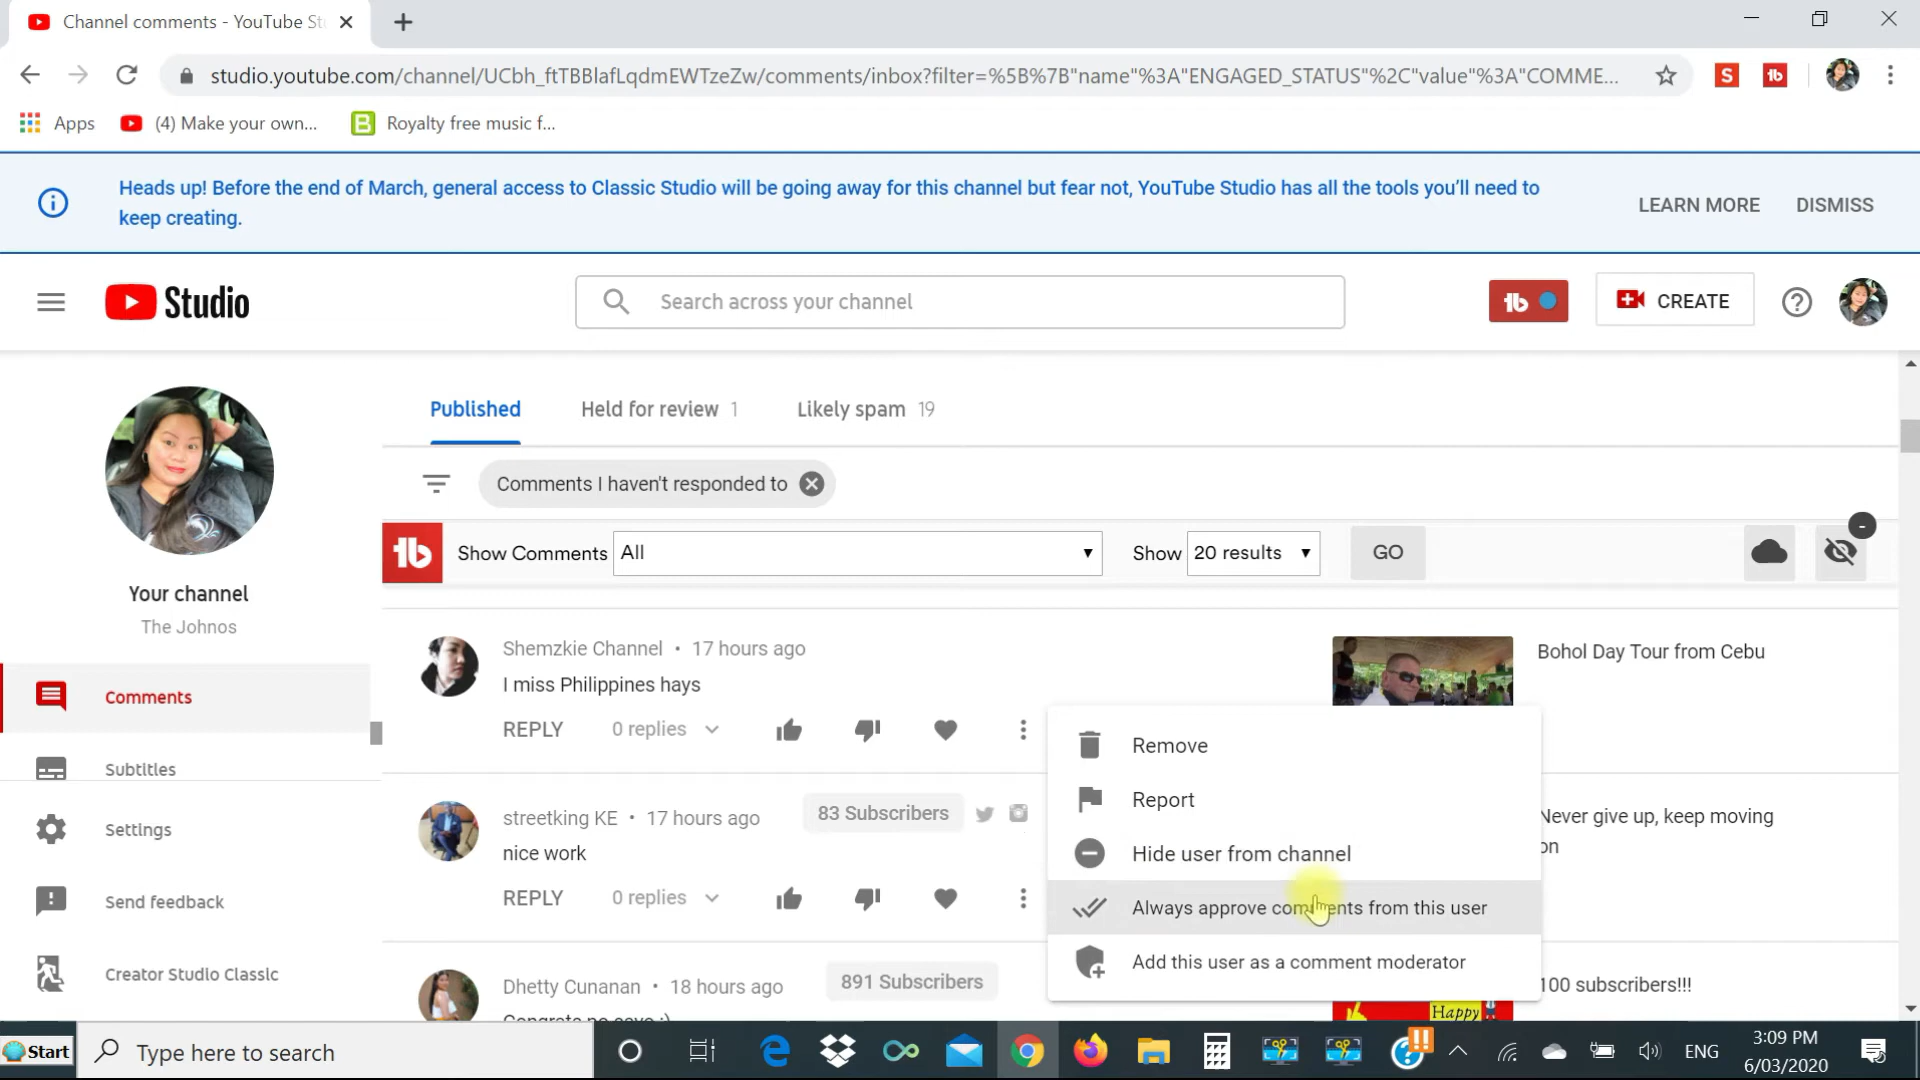 Channel comments - YouTube St
studio.youtube.com/channel/UCbh_ftTBBlafLqdmEWTzeZw/comments/inbox?filter=%5B%7B"name"%3A"ENGAGED_STATUS"%2C"value"%3A"COMME...
Apps
(4) Make your own...
Royalty free music f...
Heads up! Before the end of March, general access to Classic Studio will be going away for this channel but fear not, YouTube Studio has all the tools you'll need to
keep creating.
LEARN MORE
DISMISS
Studio
Search across your channel
CREATE
Published
Held for review 1
Likely spam 19
Comments I haven't responded to
Show Comments
All
Show
20 results
GO
Your channel
The Johnos
Comments
Subtitles
Settings
Send feedback
Creator Studio Classic
Shemzkie Channel • 17 hours ago
I miss Philippines hays
REPLY
0 replies
Bohol Day Tour from Cebu
streetking KE • 17 hours ago
83 Subscribers
nice work
REPLY
0 replies
Never give up, keep moving
on
Dhetty Cunanan • 18 hours ago
891 Subscribers
100 subscribers!!!
Happy
Remove
Report
Hide user from channel
Always approve comments from this user
Add this user as a comment moderator
Start
Type here to search
ENG
3:09 PM
6/03/2020